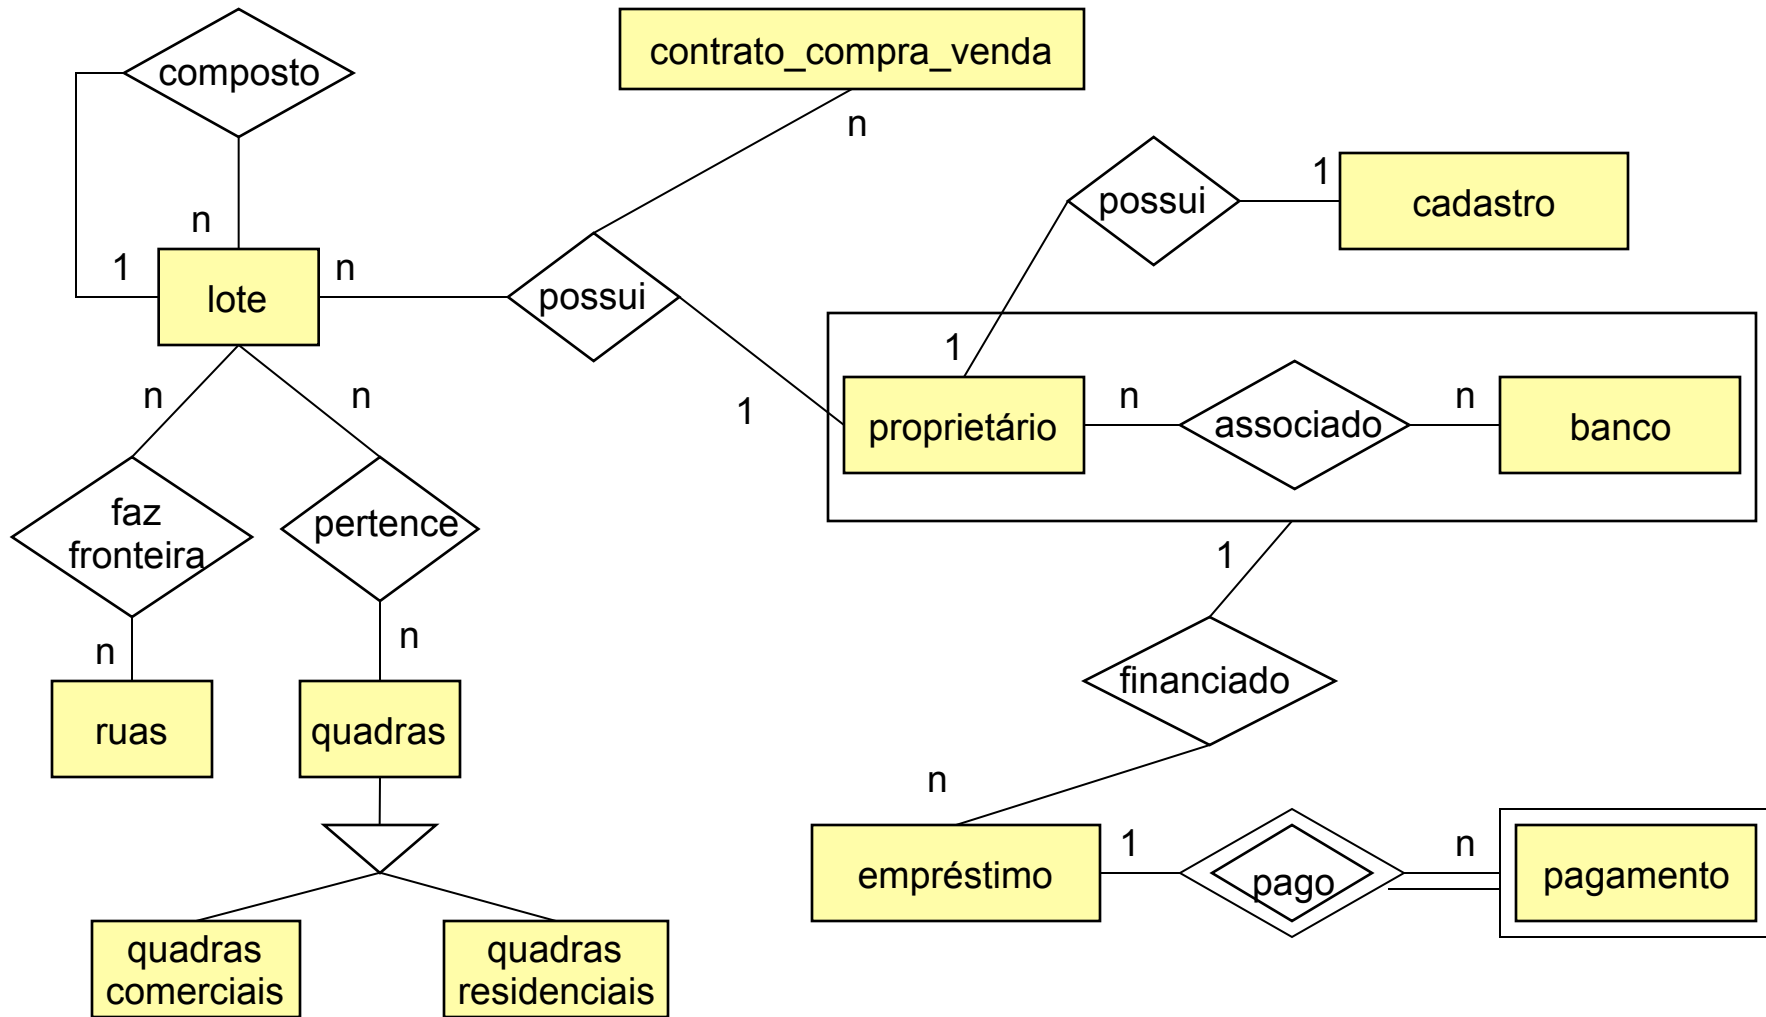 composto
contrato_compra_venda
n
possui
1
cadastro
n
1
lote
n
possui
1
1
proprietário
n
associado
n
banco
n
n
faz
fronteira
pertence
n
n
1
financiado
ruas
quadras
n
empréstimo
1
pago
n
pagamento
quadras
comerciais
quadras
residenciais